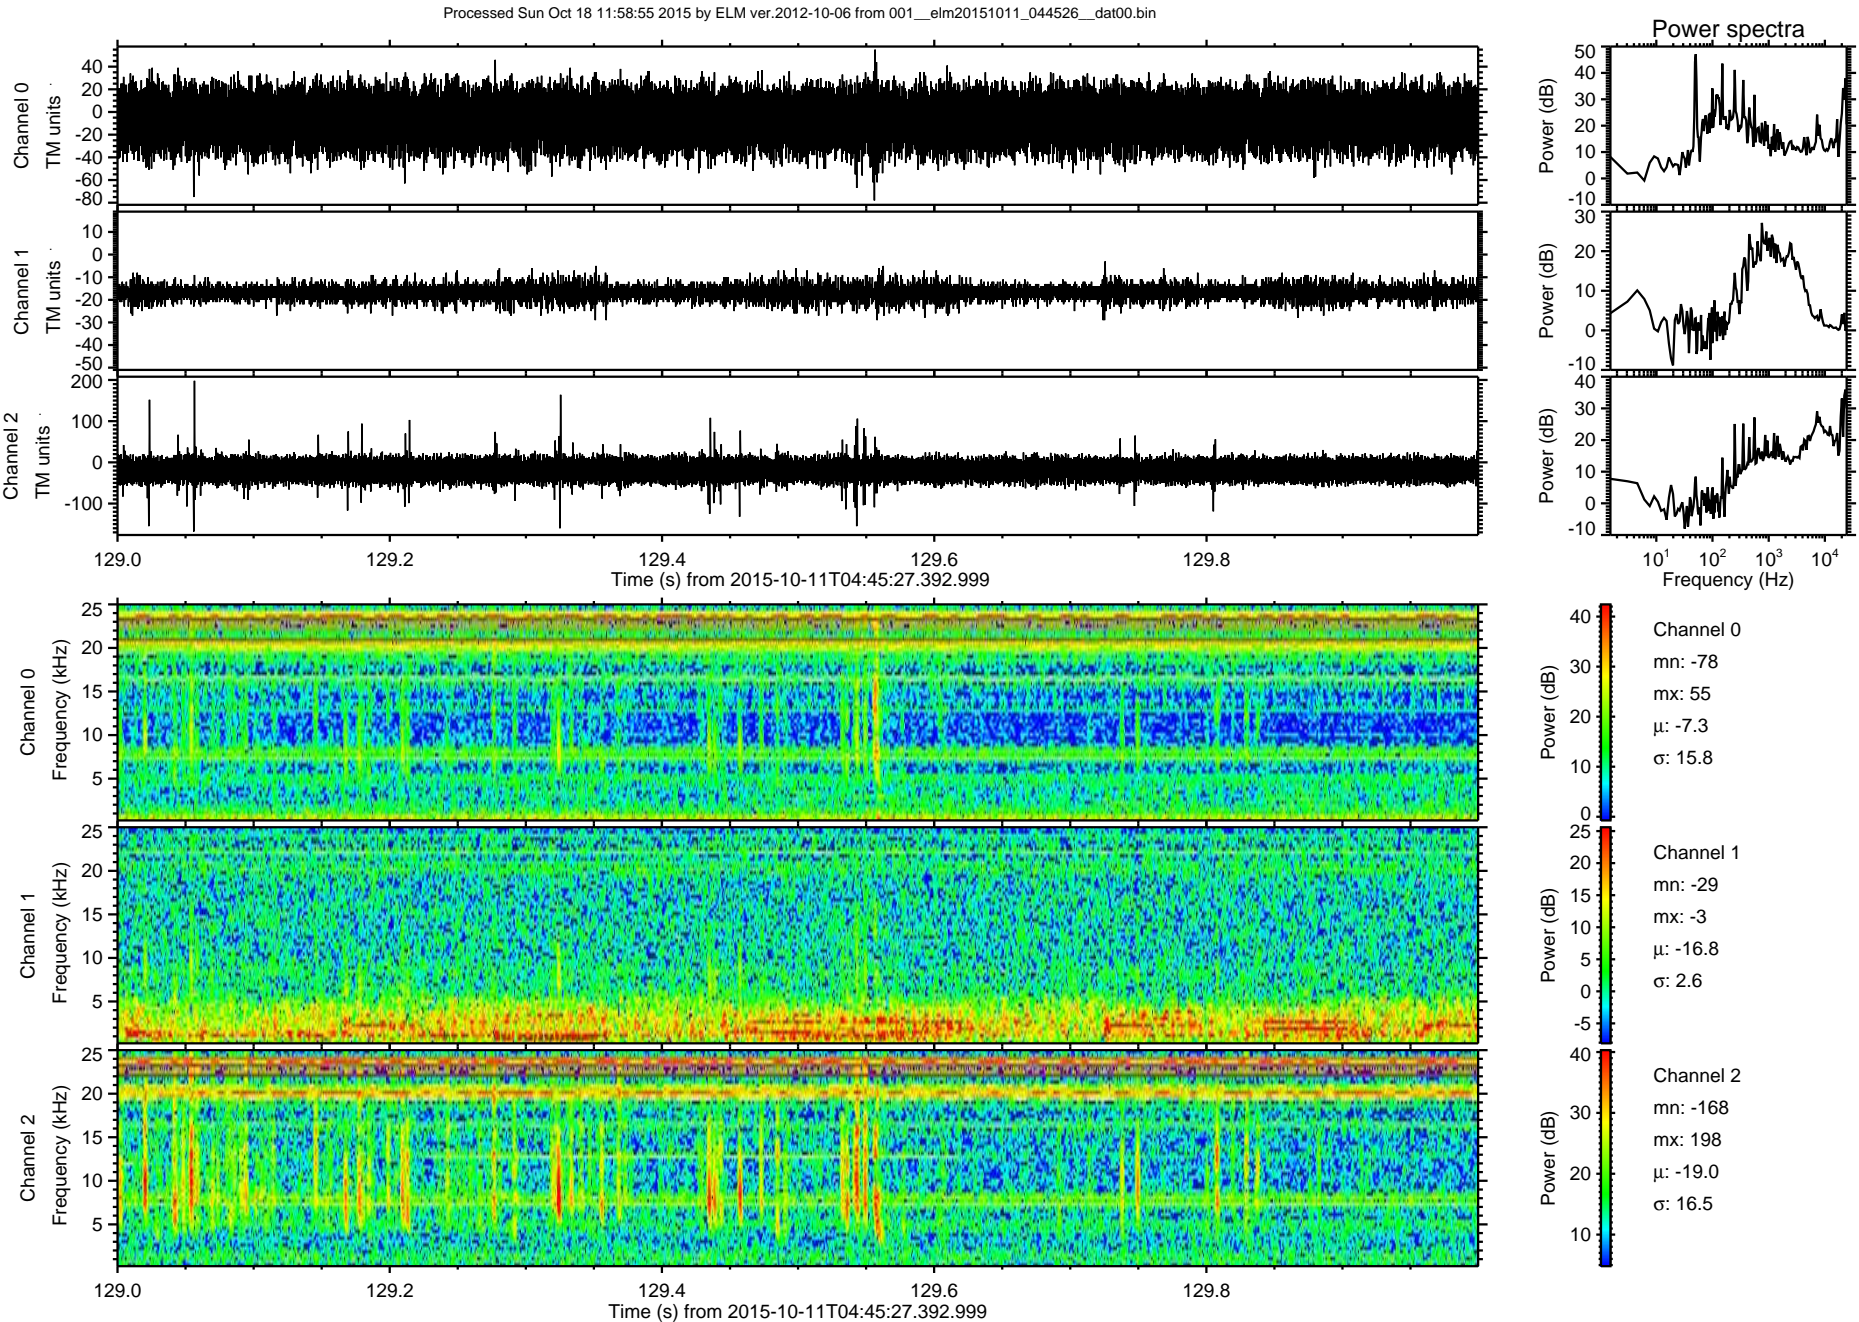 Processed Sun Oct 18 11:58:55 2015 by ELM ver.2012-10-06 from 001__elm20151011_044526__dat00.bin
Power spectra
Channel 0
TM units
40
20
0
-20
-40
-60
-80
Power (dB)
50
40
30
20
10
0
-10
Channel 1
TM units
10
0
-10
-20
-30
-40
-50
Power (dB)
30
20
10
0
-10
Channel 2
TM units
200
100
0
-100
Power (dB)
40
30
20
10
0
-10
129.0 129.2 129.4 129.6 129.8
Time (s) from 2015-10-11T04:45:27.392.999
10^1 10^2 10^3 10^4
Frequency (Hz)
Channel 0
Frequency (kHz)
25
20
15
10
5
Power (dB)
40
30
20
10
0
Channel 0
mn: -78
mx: 55
μ: -7.3
σ: 15.8
Channel 1
Frequency (kHz)
25
20
15
10
5
Power (dB)
25
20
15
10
5
0
-5
Channel 1
mn: -29
mx: -3
μ: -16.8
σ: 2.6
Channel 2
Frequency (kHz)
25
20
15
10
5
Power (dB)
40
30
20
10
Channel 2
mn: -168
mx: 198
μ: -19.0
σ: 16.5
129.0 129.2 129.4 129.6 129.8
Time (s) from 2015-10-11T04:45:27.392.999